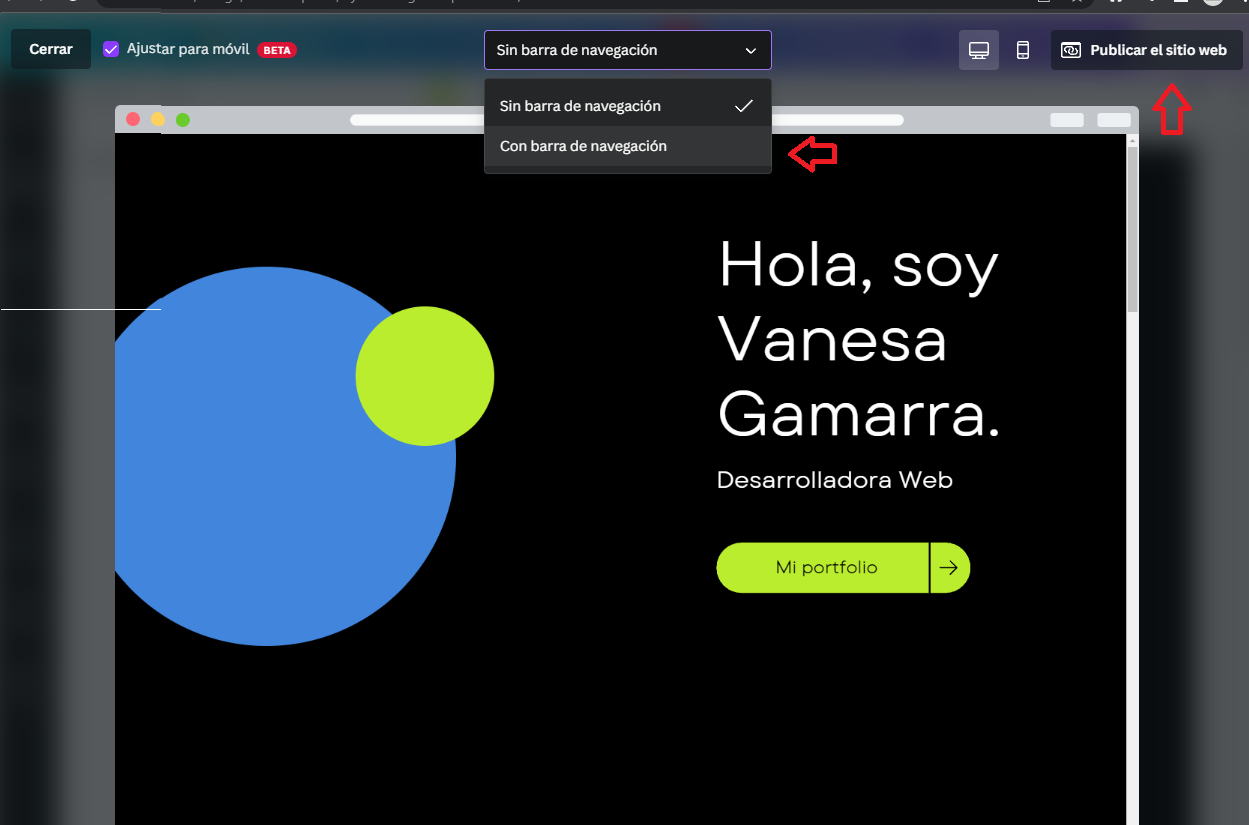 Cerrar
Ajustar para móvil BETA
Sin barra de navegación
Publicar el sitio web
Sin barra de navegación
Con barra de navegación
Hola, soy
Vanesa
Gamarra.
Desarrolladora Web
Mi portfolio